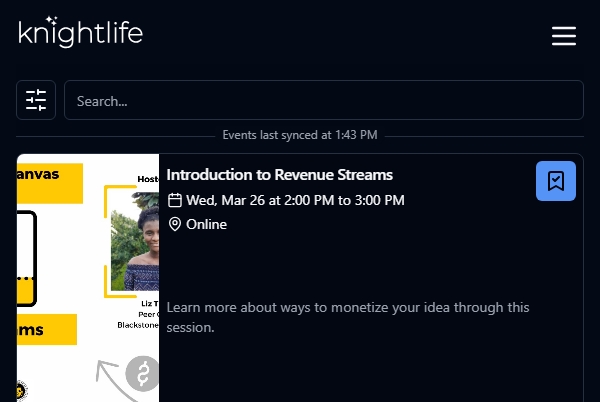 knightlife
Search...
Events last synced at 1:43 PM
Introduction to Revenue Streams
Wed, Mar 26 at 2:00 PM to 3:00 PM
Online
Learn more about ways to monetize your idea through this
session.
anvas
Host
Liz T
Peer
Blackstone
ms